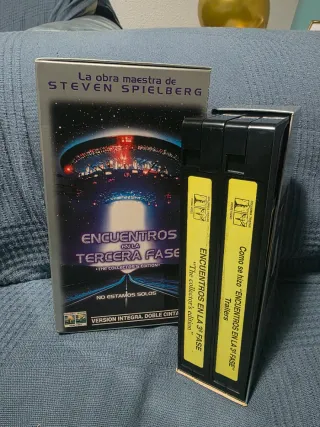 La obra maestra de
STEVEN SPIELBERG
ENCUENTROS
EN LA
TERCERA FASE
"THE COLLECTOR'S EDITION"
NO ESTAMOS SOLOS
VERSION INTEGRA. DOBLE CINTA
ENCUENTROS EN LA 3ª FASE
"The collector's edition"
Como se hizo "ENCUENTROS EN LA 3ª FASE"
Trailers